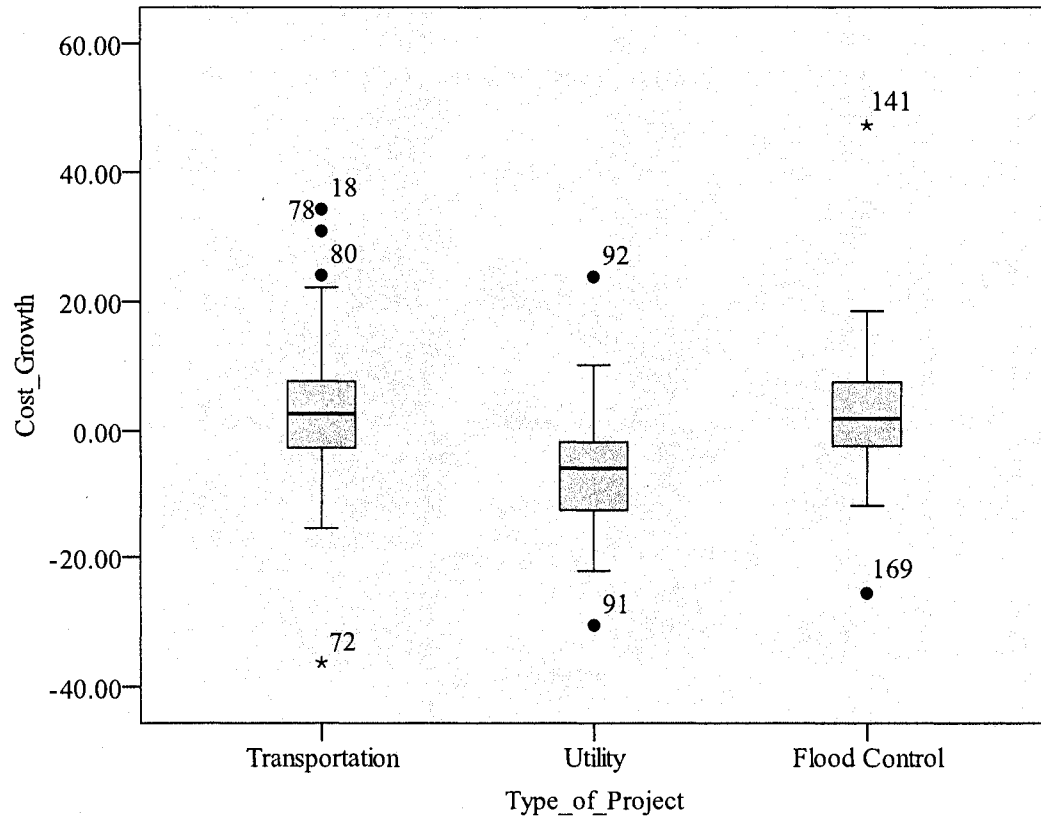 60.00
40.00
20.00
0.00
-20.00
-40.00
Cost_Growth
18
78
80
72
92
91
141
169
Transportation
Utility
Flood Control
Type_of_Project